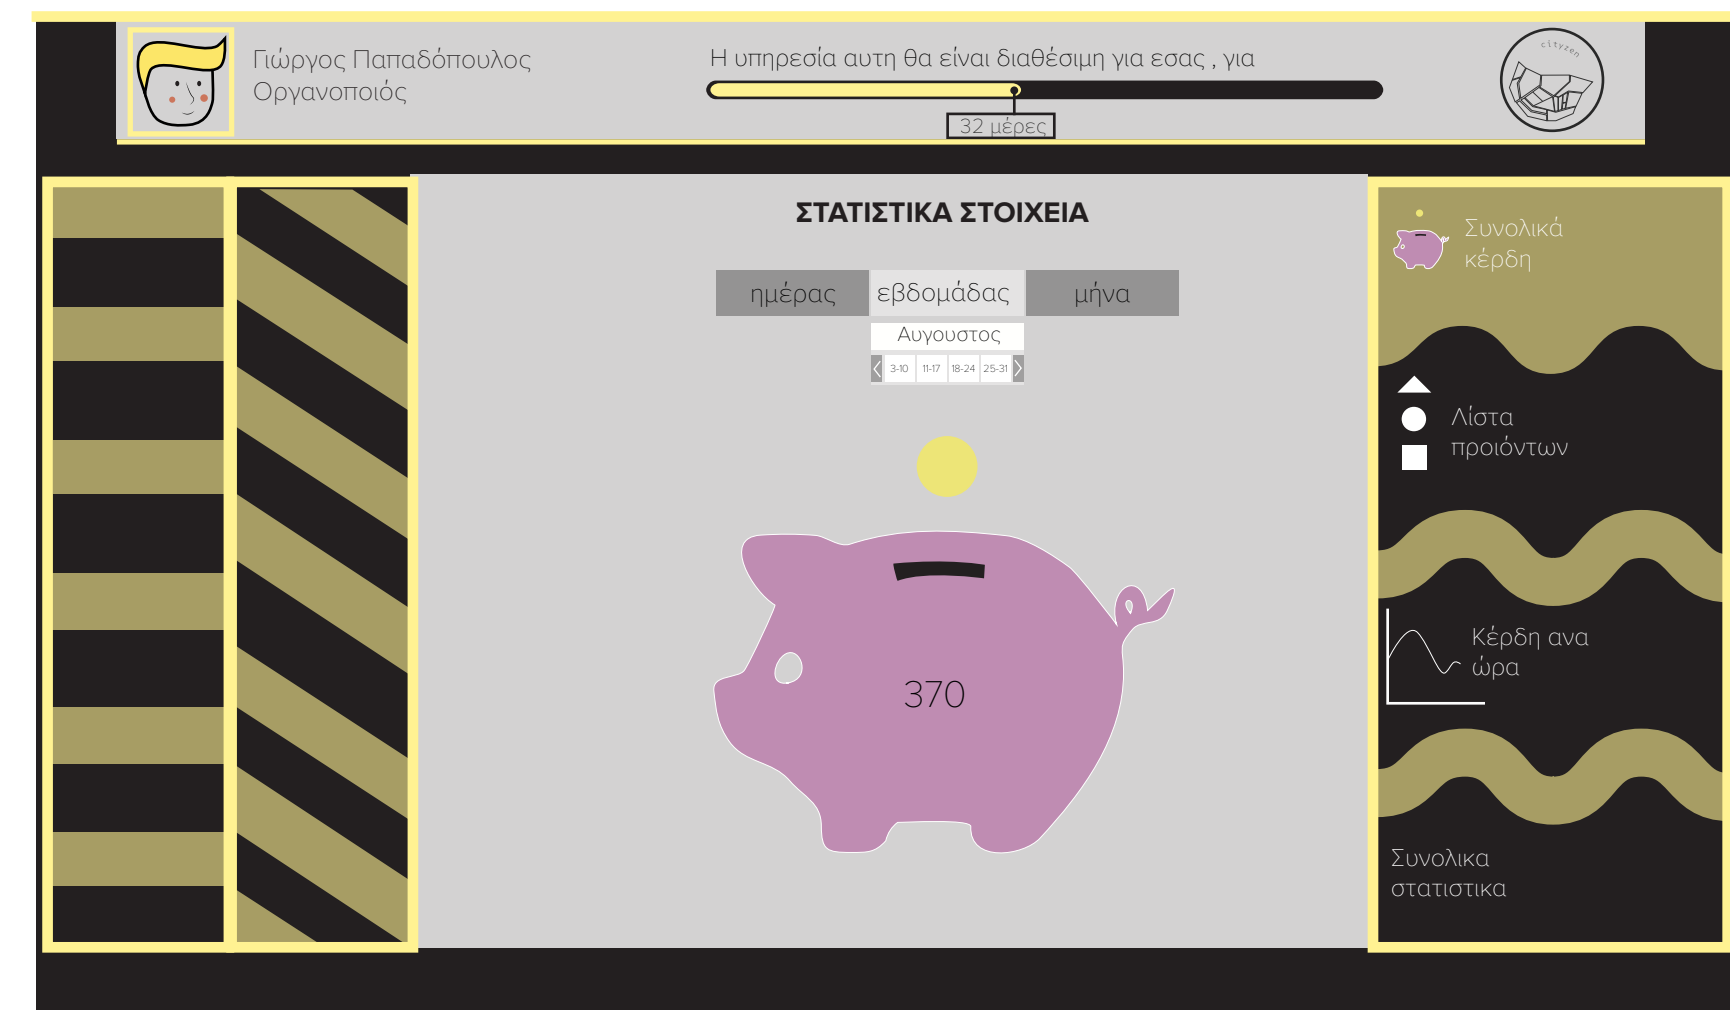 Γιώργος Παπαδόπουλος
Οργανοποιός
Η υπηρεσία αυτη θα είναι διαθέσιμη για εσας , για
32 μέρες
cityzen
ΣΤΑΤΙΣΤΙΚΑ ΣΤΟΙΧΕΙΑ
ημέρας εβδομάδας μήνα
Αυγουστος
3-10 11-17 18-24 25-31
370
Συνολικά
κέρδη
Λίστα
προιόντων
Κέρδη ανα
ώρα
Συνολικα
στατιστικα